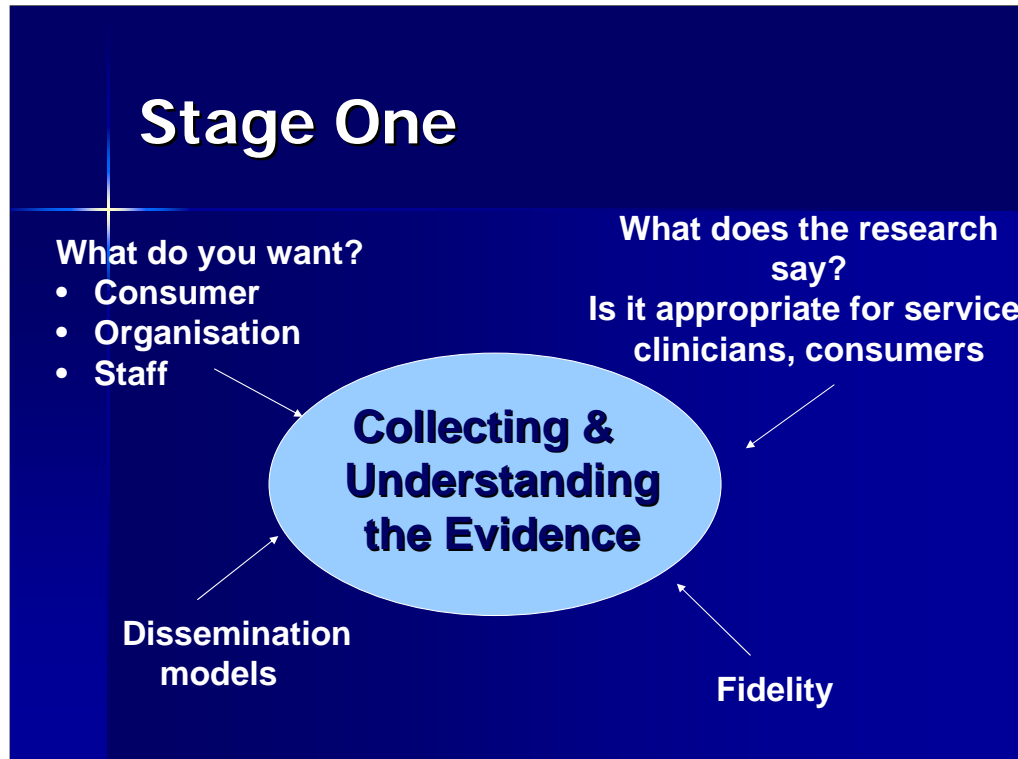 Stage One
What do you want?
• Consumer
• Organisation
• Staff
What does the research
say?
Is it appropriate for service
clinicians, consumers
Collecting &
Understanding
the Evidence
Dissemination
models
Fidelity